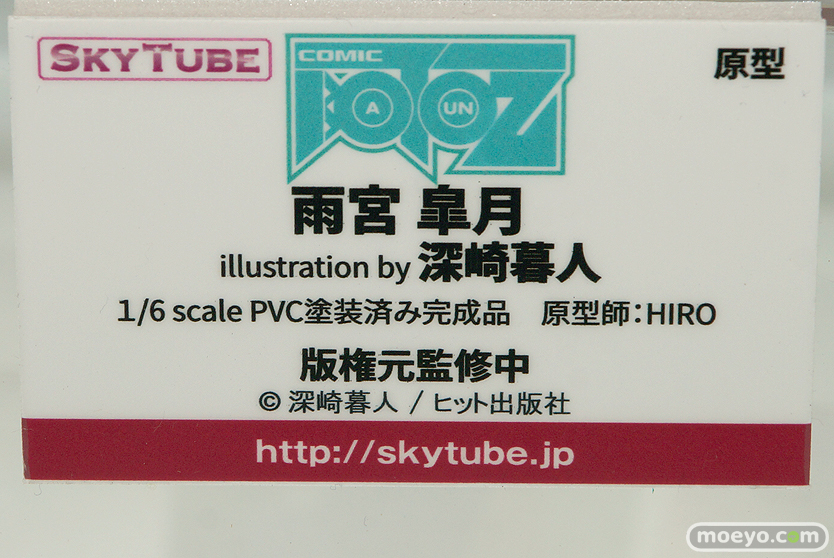 SKYTUBE
COMIC
A UN
原型
雨宮 皐月
illustration by 深崎暮人
1/6 scale PVC塗装済み完成品 原型師:HIRO
版権元監修中
© 深崎暮人 / ヒット出版社
http://skytube.jp
moeyo.com